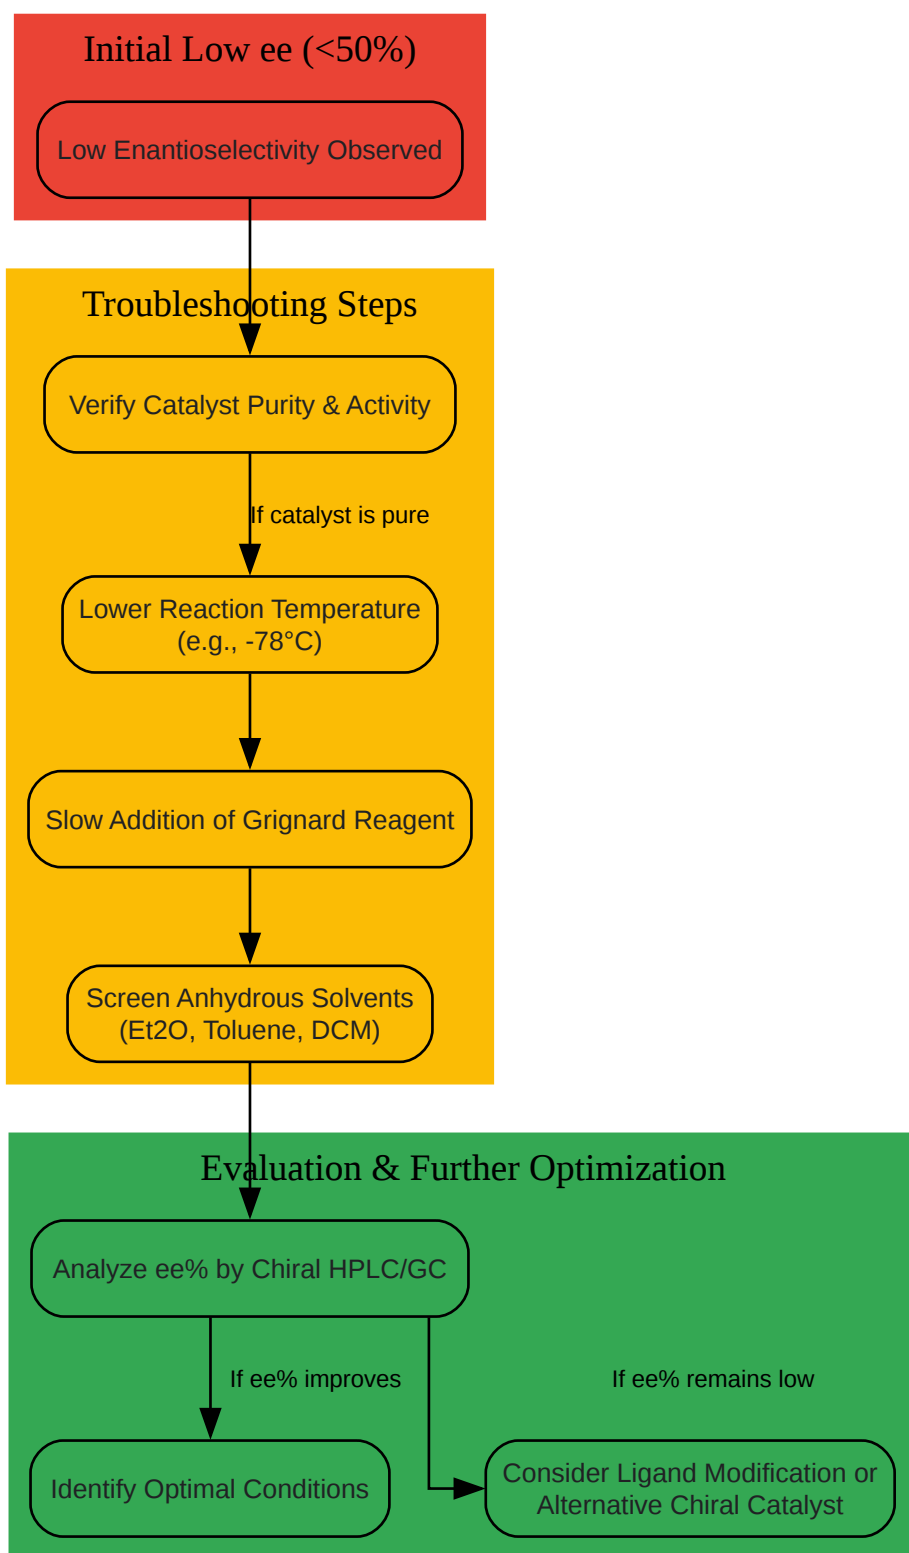 Initial Low ee (<50%)
Low Enantioselectivity Observed
Troubleshooting Steps
Verify Catalyst Purity & Activity
If catalyst is pure
Lower Reaction Temperature
(e.g., -78°C)
Slow Addition of Grignard Reagent
Screen Anhydrous Solvents
(Et2O, Toluene, DCM)
Evaluation & Further Optimization
Analyze ee% by Chiral HPLC/GC
If ee% improves
If ee% remains low
Identify Optimal Conditions
Consider Ligand Modification or
Alternative Chiral Catalyst